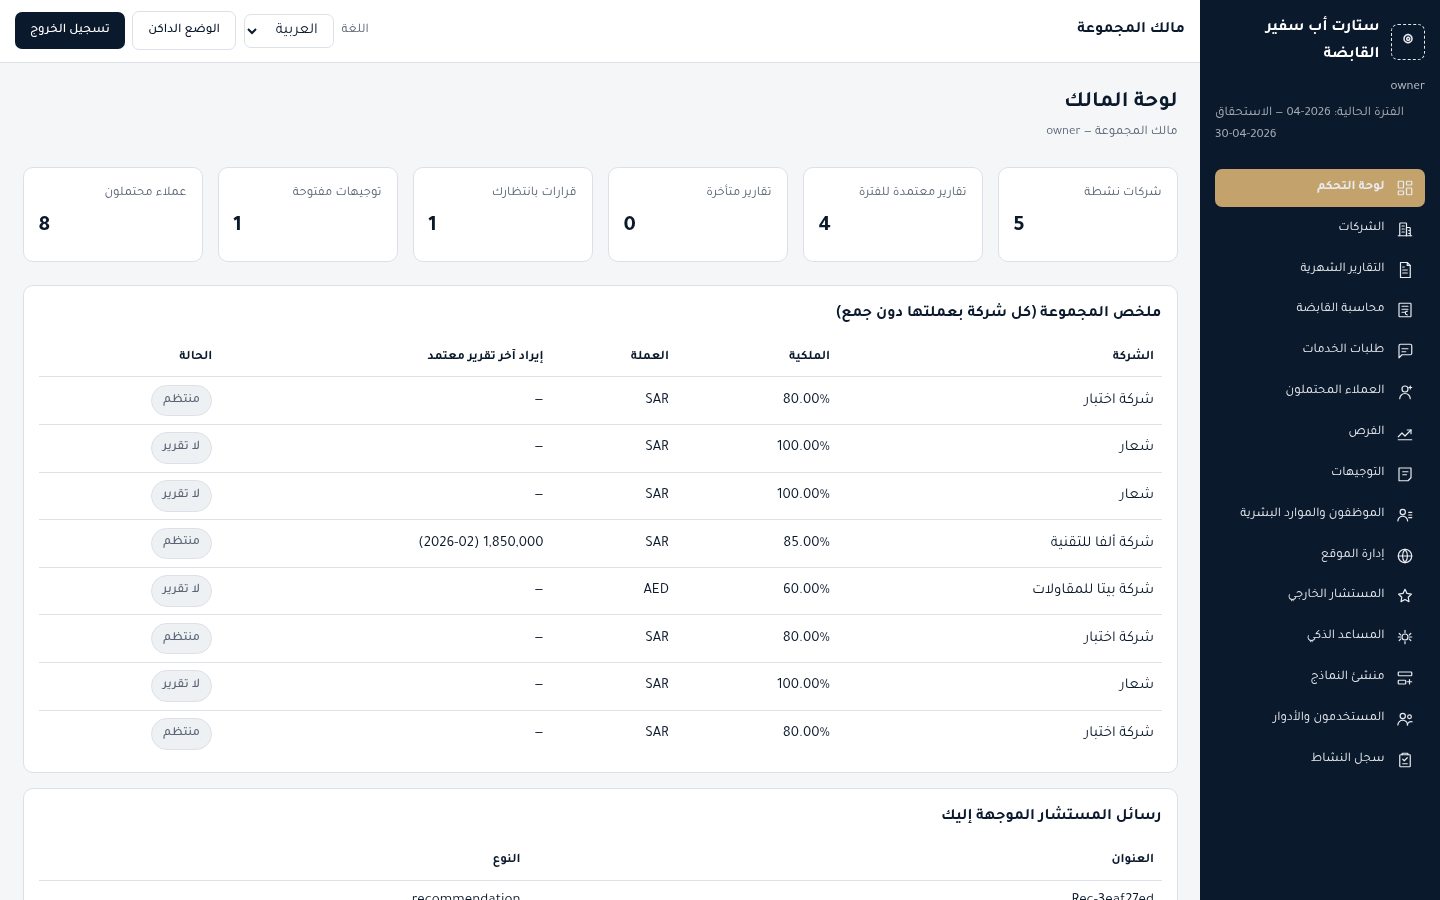 ستارت أب سفير
القابضة
owner
الفترة الحالية: 2026-04 — الاستحقاق
2026-04-30
لوحة التحكم
الشركات
التقارير الشهرية
محاسبة القابضة
طلبات الخدمات
العملاء المحتملون
الفرص
التوجيهات
الموظفون والموارد البشرية
إدارة الموقع
المستشار الخارجي
المساعد الذكي
منشئ النماذج
المستخدمون والأدوار
سجل النشاط
مالك المجموعة
اللغة العربية الوضع الداكن تسجيل الخروج
لوحة المالك
مالك المجموعة — owner
شركات نشطة
5
تقارير معتمدة للفترة
4
تقارير متأخرة
0
قرارات بانتظارك
1
توجيهات مفتوحة
1
عملاء محتملون
8
ملخص المجموعة (كل شركة بعملتها دون جمع)
الشركة الملكية العملة إيراد آخر تقرير معتمد الحالة
شركة اختبار 80.00% SAR — منتظم
شعار 100.00% SAR — لا تقرير
شعار 100.00% SAR — لا تقرير
شركة ألفا للتقنية 85.00% SAR 1,850,000 (2026-02) منتظم
شركة بيتا للمقاولات 60.00% AED — لا تقرير
شركة اختبار 80.00% SAR — منتظم
شعار 100.00% SAR — لا تقرير
شركة اختبار 80.00% SAR — منتظم
رسائل المستشار الموجهة إليك
العنوان النوع
Rec-3eaf27ed recommendation